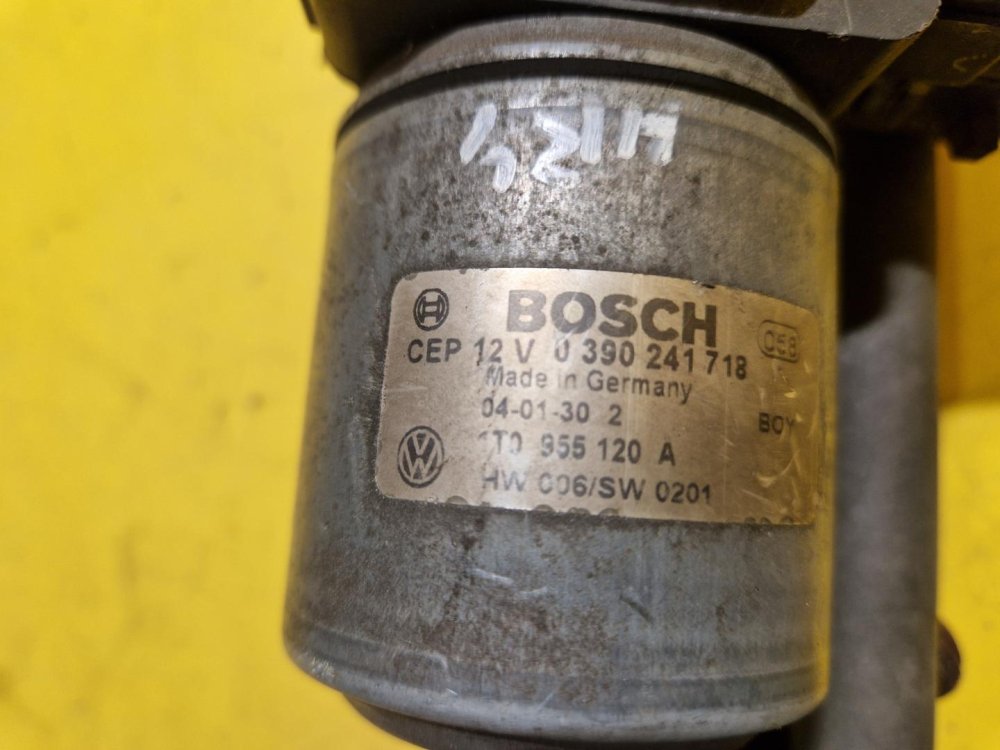 BOSCH
CEP 12 V 0 390 241 718
Made in Germany
04-01-30 2
BOY
1T0 955 120 A
HW 006/SW 0201